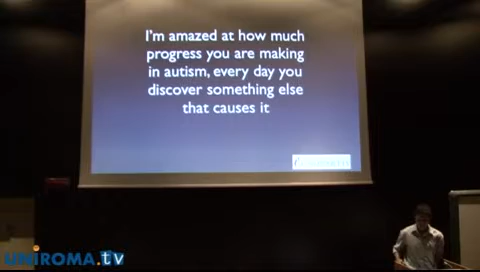 I'm amazed at how much
progress you are making
in autism, every day you
discover something else
that causes it
UNIROMA.tv